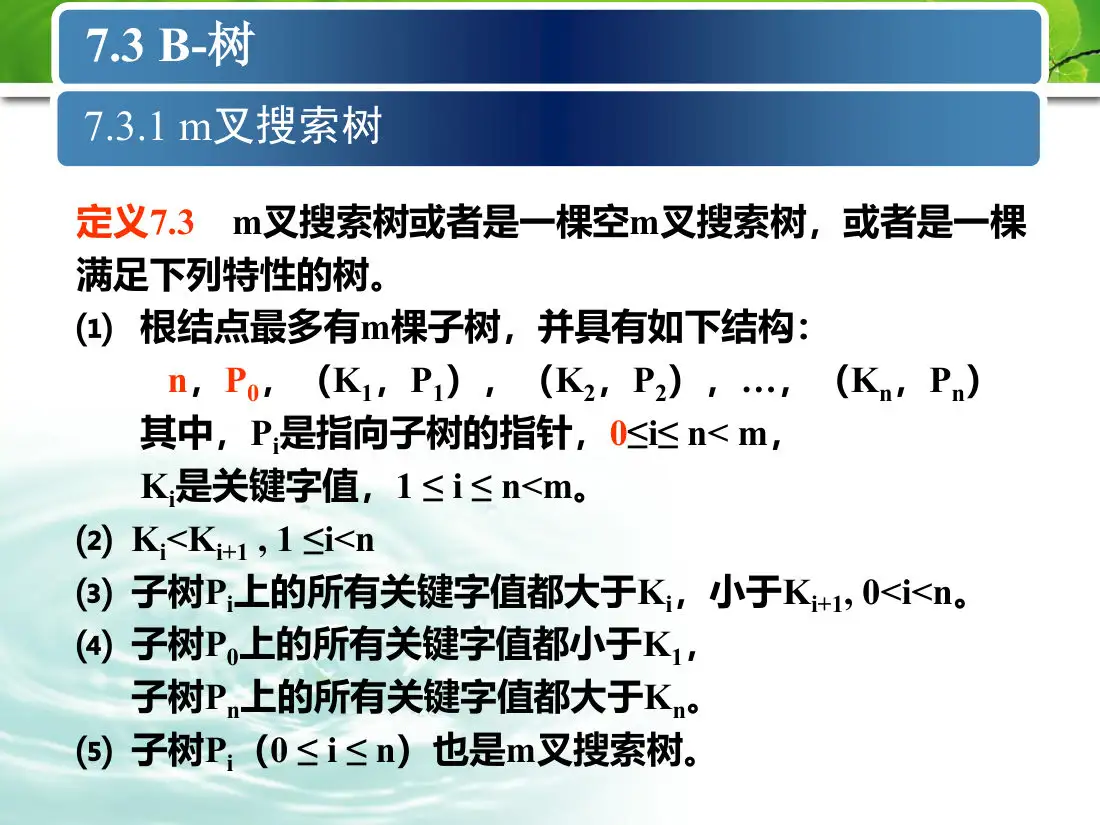 7.3 B-树
7.3.1 m叉搜索树
定义7.3 m叉搜索树或者是一棵空m叉搜索树，或者是一棵
满足下列特性的树。
⑴ 根结点最多有m棵子树，并具有如下结构：
n，P0，（K1，P1），（K2，P2），…，（Kn，Pn）
其中，Pi是指向子树的指针，0≤i≤ n< m，
Ki是关键字值，1 ≤ i ≤ n<m。
⑵ Ki<Ki+1 , 1 ≤i<n
⑶ 子树Pi上的所有关键字值都大于Ki，小于Ki+1, 0<i<n。
⑷ 子树P0上的所有关键字值都小于K1，
子树Pn上的所有关键字值都大于Kn。
⑸ 子树Pi（0 ≤ i ≤ n）也是m叉搜索树。